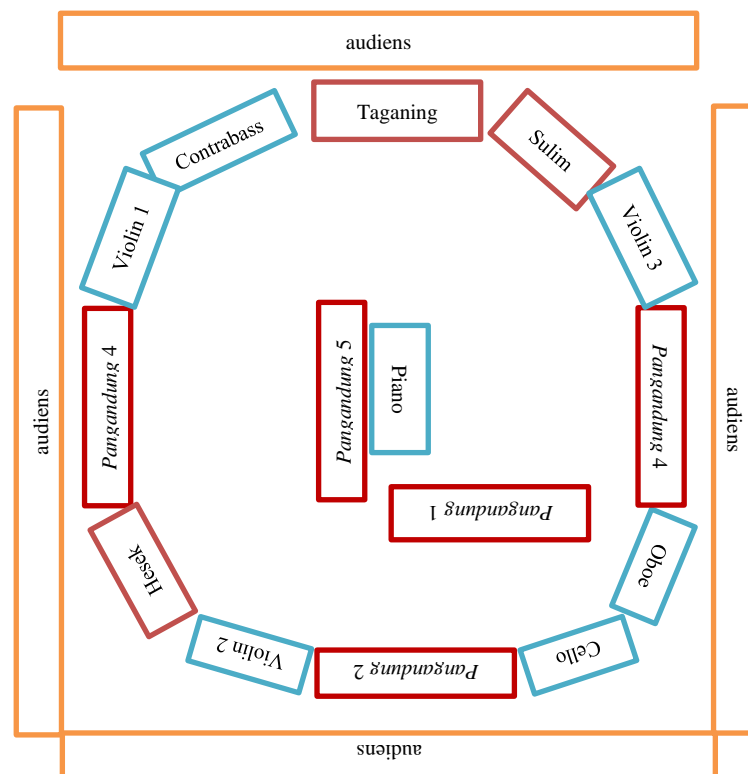 audiens
Taganing
Contrabass
Sulim
Violin 1
Violin 3
Pangandung 4
Pangandung 5
Piano
Pangandung 4
audiens
audiens
Pangandung 1
Hesek
Oboe
Violin 2
Pangandung 2
Cello
audiens